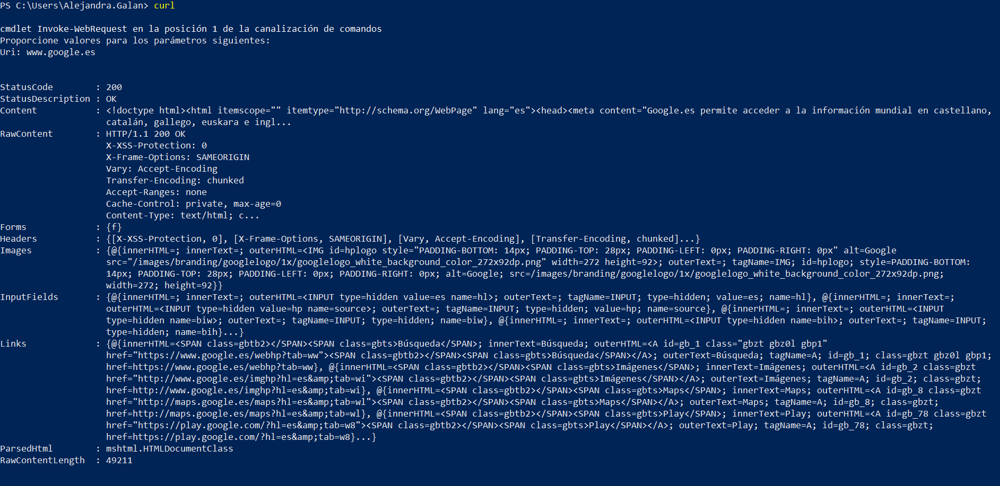 PS C:\Users\Alejandra.Galan> curl
cmdlet Invoke-WebRequest en la posición 1 de la canalización de comandos
Proporcione valores para los parámetros siguientes:
Uri: www.google.es
StatusCode        : 200
StatusDescription : OK
Content           : <!doctype html><html itemscope="" itemtype="http://schema.org/WebPage" lang="es"><head><meta content="Google.es permite acceder a la información mundial en castellano,
                    catalán, gallego, euskara e ingl...
RawContent        : HTTP/1.1 200 OK
                    X-XSS-Protection: 0
                    X-Frame-Options: SAMEORIGIN
                    Vary: Accept-Encoding
                    Transfer-Encoding: chunked
                    Accept-Ranges: none
                    Cache-Control: private, max-age=0
                    Content-Type: text/html; c...
Forms             : {f}
Headers           : {[X-XSS-Protection, 0], [X-Frame-Options, SAMEORIGIN], [Vary, Accept-Encoding], [Transfer-Encoding, chunked]...}
Images            : {@{innerHTML=; innerText=; outerHTML=<IMG id=hplogo style="PADDING-BOTTOM: 14px; PADDING-TOP: 28px; PADDING-LEFT: 0px; PADDING-RIGHT: 0px" alt=Google
                    src="/images/branding/googlelogo/1x/googlelogo_white_background_color_272x92dp.png" width=272 height=92>; outerText=; tagName=IMG; id=hplogo; style=PADDING-BOTTOM:
                    14px; PADDING-TOP: 28px; PADDING-LEFT: 0px; PADDING-RIGHT: 0px; alt=Google; src=/images/branding/googlelogo/1x/googlelogo_white_background_color_272x92dp.png;
                    width=272; height=92}}
InputFields       : {@{innerHTML=; innerText=; outerHTML=<INPUT type=hidden value=es name=hl>; outerText=; tagName=INPUT; type=hidden; value=es; name=hl}, @{innerHTML=; innerText=;
                    outerHTML=<INPUT type=hidden value=hp name=source>; outerText=; tagName=INPUT; type=hidden; value=hp; name=source}, @{innerHTML=; innerText=; outerHTML=<INPUT
                    type=hidden name=biw>; outerText=; tagName=INPUT; type=hidden; name=biw}, @{innerHTML=; innerText=; outerHTML=<INPUT type=hidden name=bih>; outerText=; tagName=INPUT;
                    type=hidden; name=bih}...}
Links             : {@{innerHTML=<SPAN class=gbtb2></SPAN><SPAN class=gbts>Búsqueda</SPAN>; innerText=Búsqueda; outerHTML=<A id=gb_1 class="gbzt gbz0l gbp1"
                    href="https://www.google.es/webhp?tab=ww"><SPAN class=gbtb2></SPAN><SPAN class=gbts>Búsqueda</SPAN></A>; outerText=Búsqueda; tagName=A; id=gb_1; class=gbzt gbz0l gbp1;
                    href=https://www.google.es/webhp?tab=ww}, @{innerHTML=<SPAN class=gbtb2></SPAN><SPAN class=gbts>Imágenes</SPAN>; innerText=Imágenes; outerHTML=<A id=gb_2 class=gbzt
                    href="http://www.google.es/imghp?hl=es&amp;tab=wi"><SPAN class=gbtb2></SPAN><SPAN class=gbts>Imágenes</SPAN></A>; outerText=Imágenes; tagName=A; id=gb_2; class=gbzt;
                    href=http://www.google.es/imghp?hl=es&amp;tab=wi}, @{innerHTML=<SPAN class=gbtb2></SPAN><SPAN class=gbts>Maps</SPAN>; innerText=Maps; outerHTML=<A id=gb_8 class=gbzt
                    href="http://maps.google.es/maps?hl=es&amp;tab=wl"><SPAN class=gbtb2></SPAN><SPAN class=gbts>Maps</SPAN></A>; outerText=Maps; tagName=A; id=gb_8; class=gbzt;
                    href=http://maps.google.es/maps?hl=es&amp;tab=wl}, @{innerHTML=<SPAN class=gbtb2></SPAN><SPAN class=gbts>Play</SPAN>; innerText=Play; outerHTML=<A id=gb_78 class=gbzt
                    href="https://play.google.com/?hl=es&amp;tab=w8"><SPAN class=gbtb2></SPAN><SPAN class=gbts>Play</SPAN></A>; outerText=Play; tagName=A; id=gb_78; class=gbzt;
                    href=https://play.google.com/?hl=es&amp;tab=w8}...}
ParsedHtml        : mshtml.HTMLDocumentClass
RawContentLength  : 49211